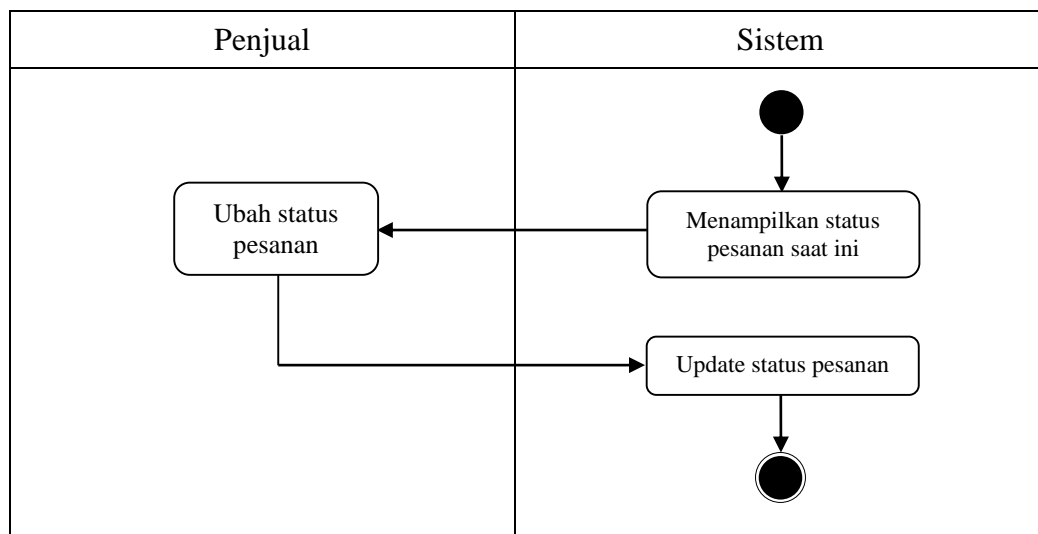 Penjual
Sistem
Ubah status
pesanan
Menampilkan status
pesanan saat ini
Update status pesanan